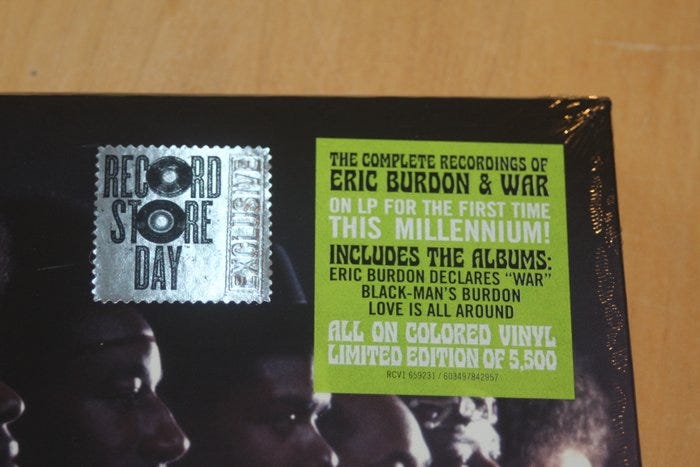 RECORD
STORE
DAY
EXCLUSIVE
THE COMPLETE RECORDINGS OF
ERIC BURDON & WAR
ON LP FOR THE FIRST TIME
THIS MILLENNIUM!
INCLUDES THE ALBUMS:
ERIC BURDON DECLARES “WAR”
BLACK-MAN'S BURDON
LOVE IS ALL AROUND
ALL ON COLORED VINYL
LIMITED EDITION OF 5,500
RCV1 659231 / 603497842957